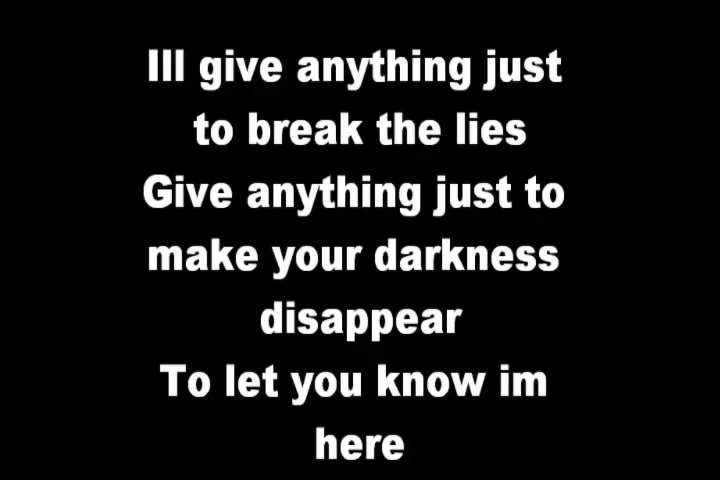 Ill give anything just
to break the lies
Give anything just to
make your darkness
disappear
To let you know im
here